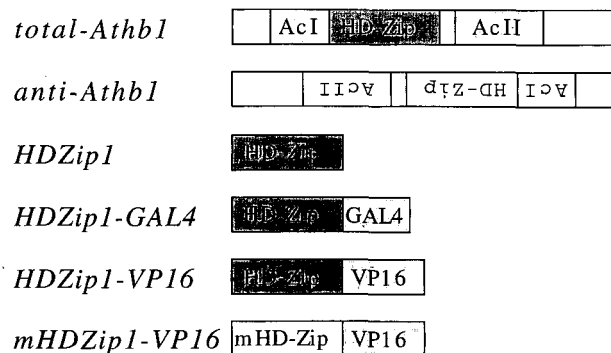 total-Athb1 AcI HD-Zip AcII
anti-Athb1 AcII HD-Zip AcI
HDZip1 HD-Zip
HDZip1-GAL4 HD-Zip GAL4
HDZip1-VP16 HD-Zip VP16
mHDZip1-VP16 mHD-Zip VP16